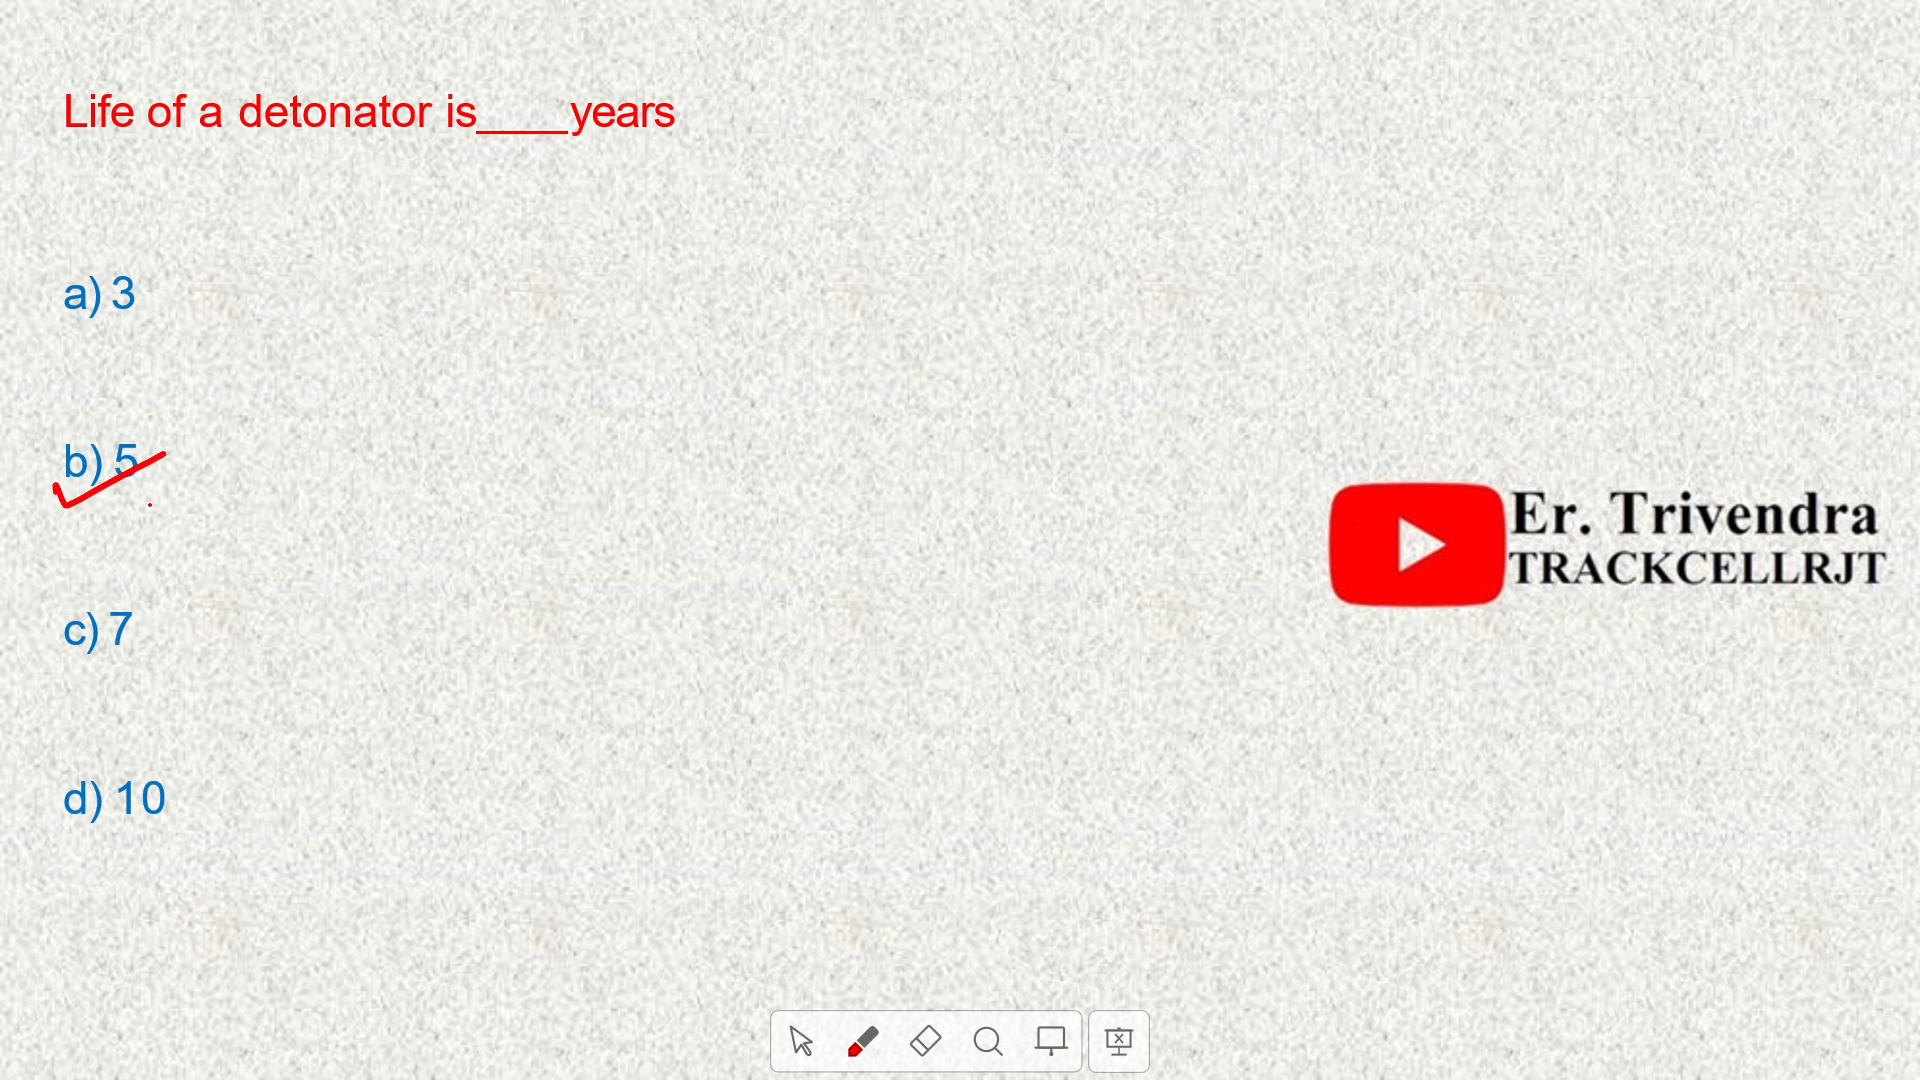 Life of a detonator is____years
a) 3
b) 5
Er. Trivendra
TRACKCELLRJT
c) 7
d) 10